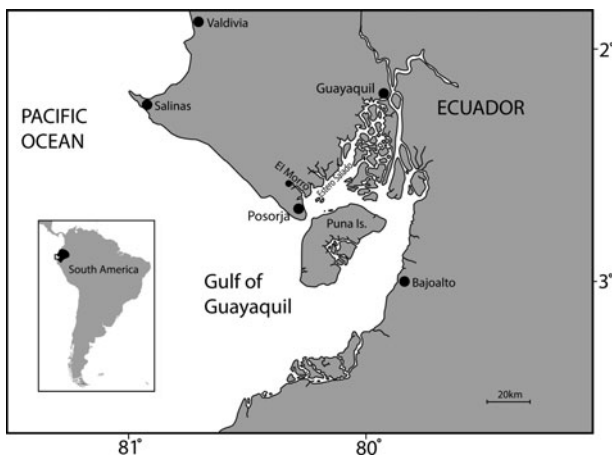 Valdivia
2°
Guayaquil
ECUADOR
PACIFIC
OCEAN
Salinas
El Morro
Estero Salado
Posorja
Puna Is.
South America
Gulf of
Guayaquil
3°
Bajoalto
20km
81°
80°